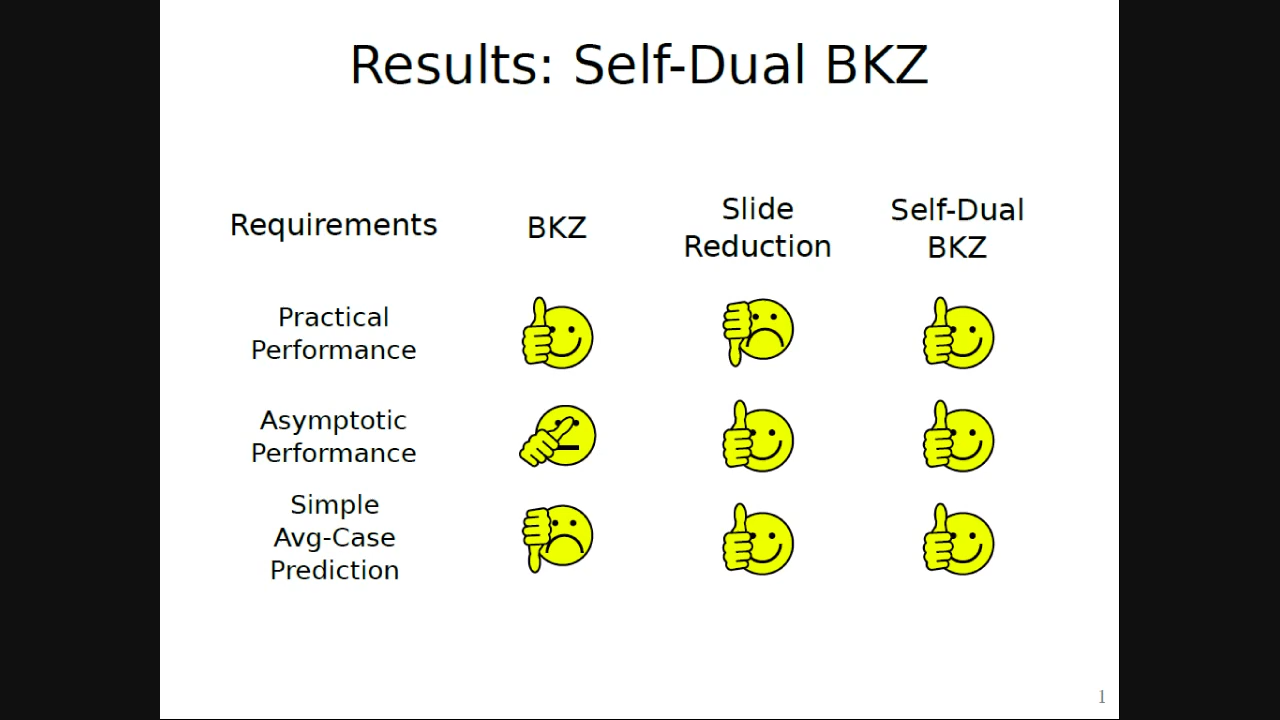 Results: Self-Dual BKZ
Requirements
BKZ
Slide
Reduction
Self-Dual
BKZ
Practical
Performance
Asymptotic
Performance
Simple
Avg-Case
Prediction
1